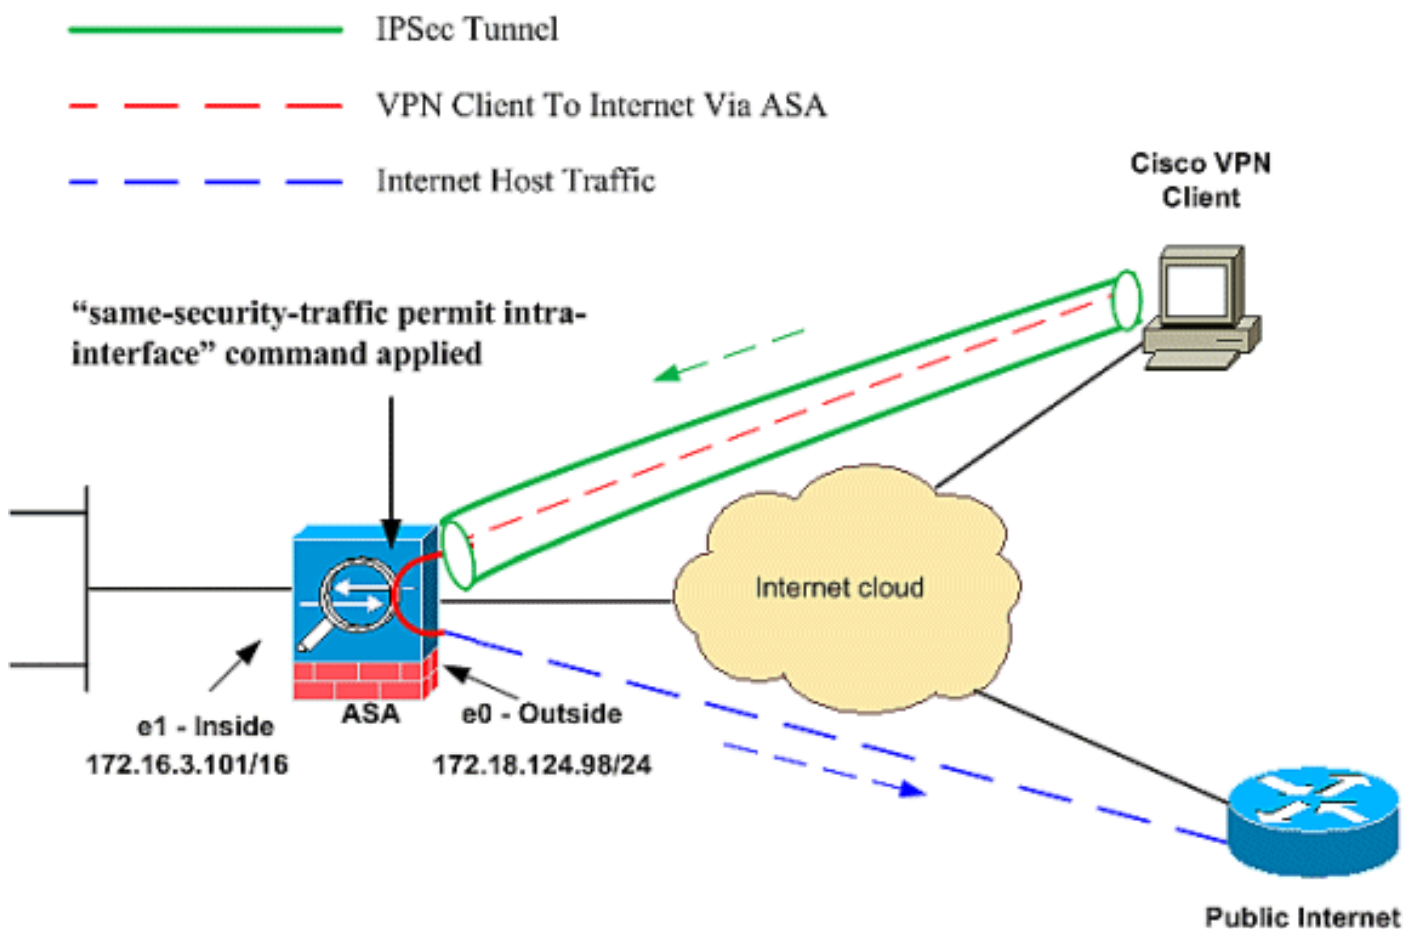 IPSec Tunnel
VPN Client To Internet Via ASA
Internet Host Traffic
Cisco VPN
Client
“same-security-traffic permit intra-
interface” command applied
Internet cloud
ASA
e1 - Inside
172.16.3.101/16
e0 - Outside
172.18.124.98/24
Public Internet